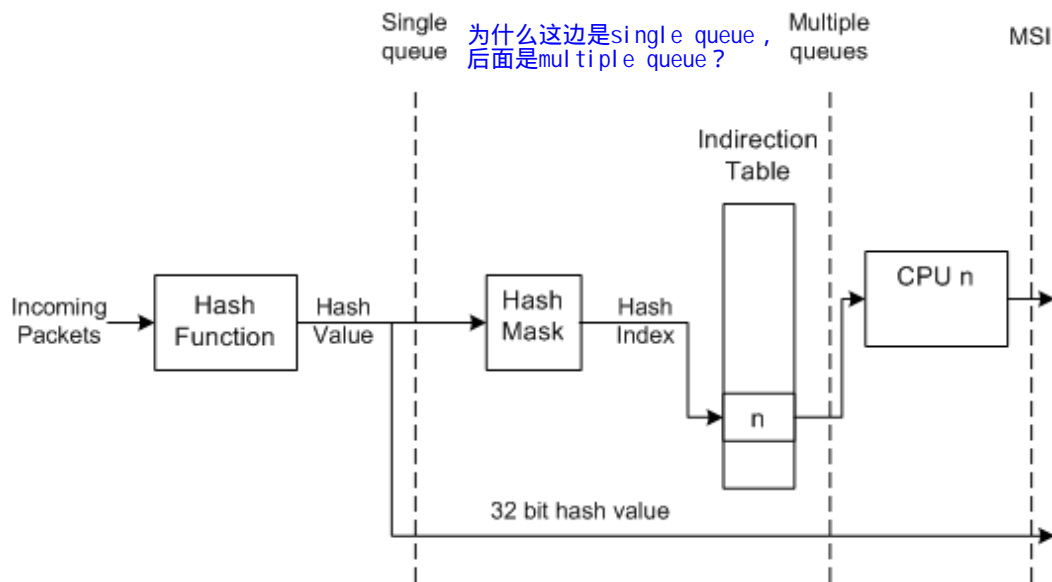 Single
queue
为什么这边是single queue，
后面是multiple queue？
Multiple
queues
MSI
Indirection
Table
Incoming
Packets
Hash
Function
Hash
Value
Hash
Mask
Hash
Index
n
CPU n
32 bit hash value